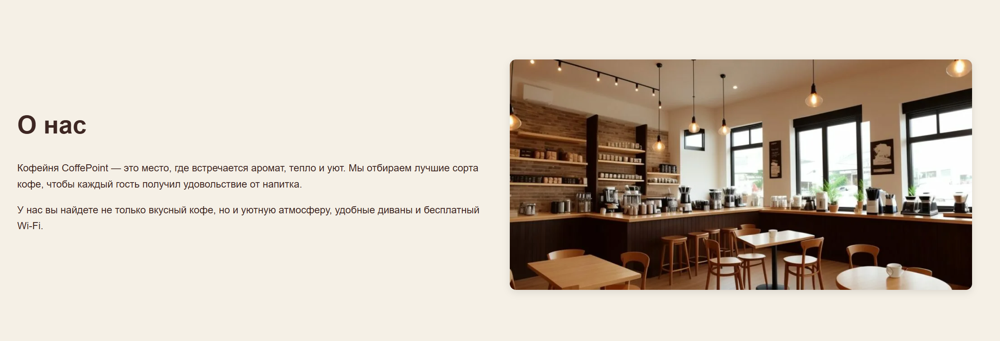 О нас
Кофейня CoffePoint — это место, где встречается аромат, тепло и уют. Мы отбираем лучшие сорта
кофе, чтобы каждый гость получил удовольствие от напитка.
У нас вы найдете не только вкусный кофе, но и уютную атмосферу, удобные диваны и бесплатный
Wi-Fi.